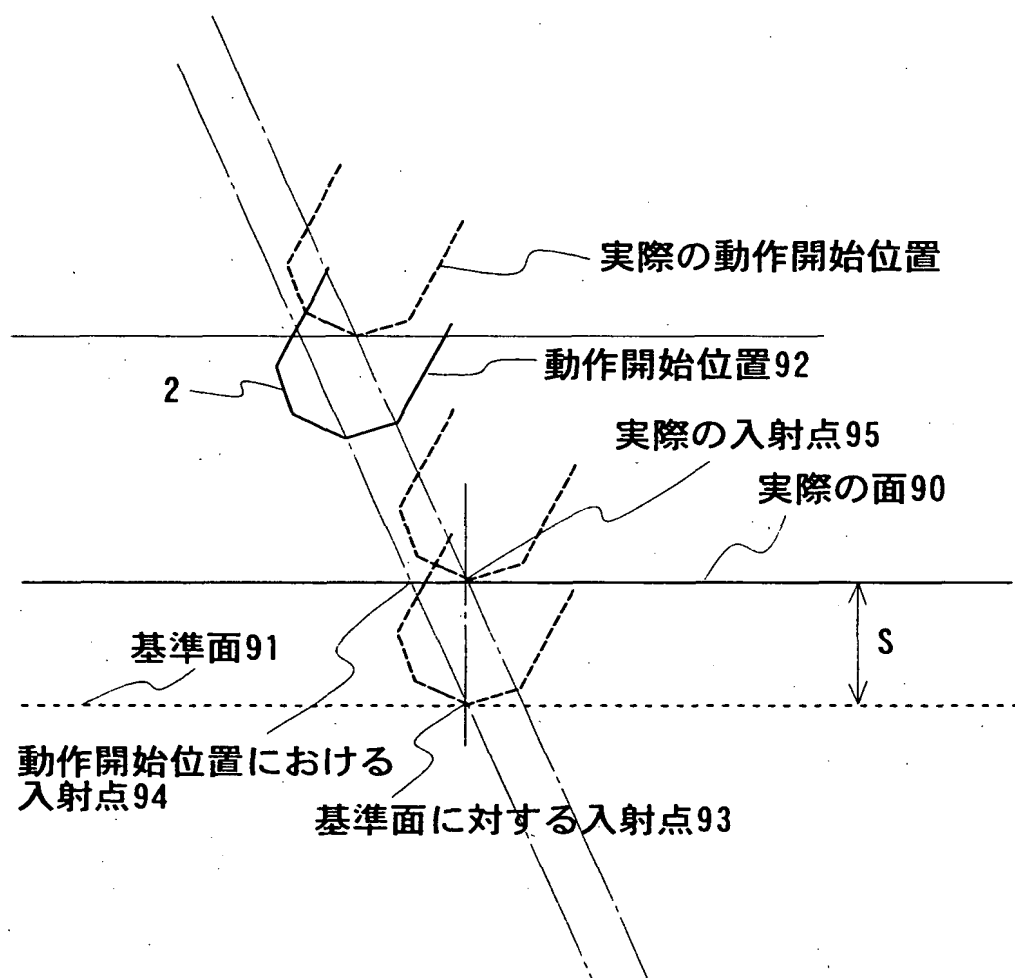 実際の動作開始位置
動作開始位置92
2
実際の入射点95
実際の面90
基準面91
S
動作開始位置における
入射点94
基準面に対する入射点93